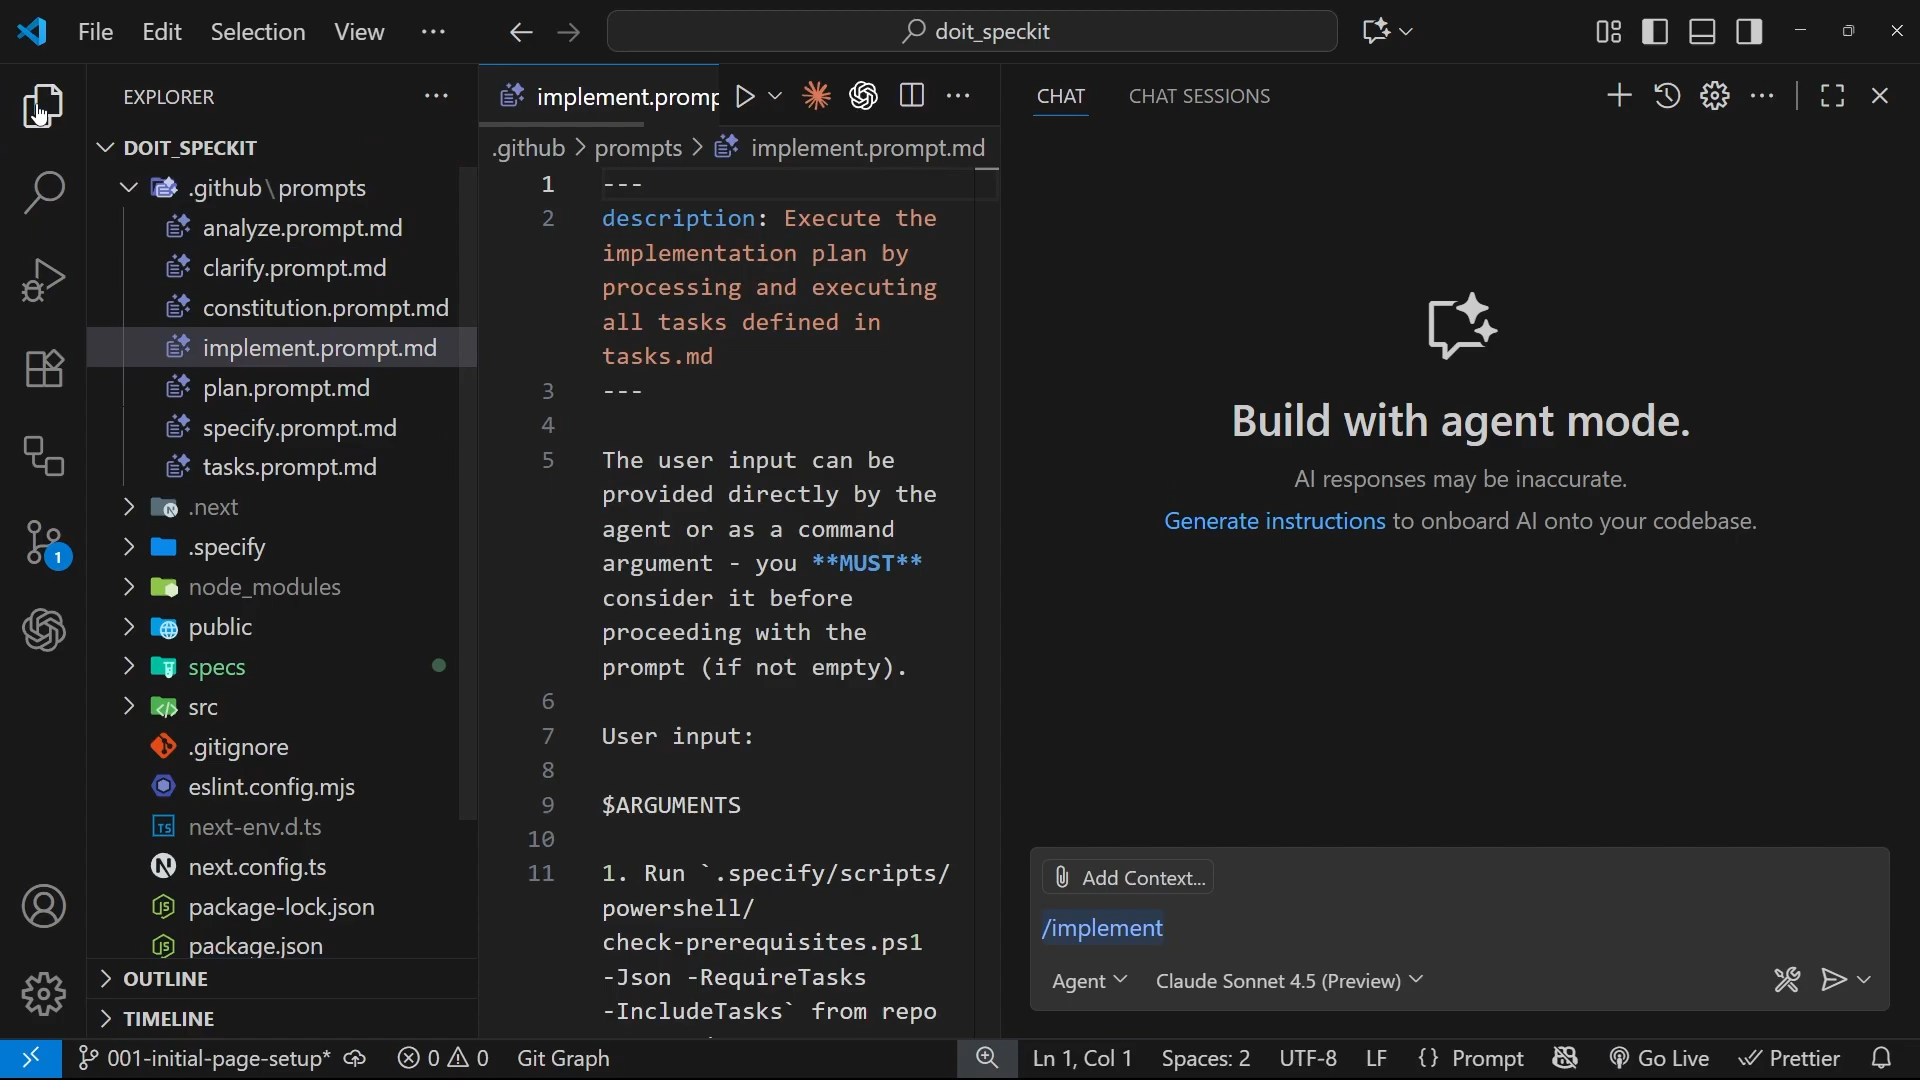 File Edit Selection View ···
doit_speckit
EXPLORER
DOIT_SPECKIT
.github\prompts
analyze.prompt.md
clarify.prompt.md
constitution.prompt.md
implement.prompt.md
plan.prompt.md
specify.prompt.md
tasks.prompt.md
.next
.specify
node_modules
public
specs
src
.gitignore
eslint.config.mjs
next-env.d.ts
next.config.ts
package-lock.json
package.json
OUTLINE
TIMELINE
implement.promp
.github > prompts > implement.prompt.md
1 ---
2 description: Execute the
implementation plan by
processing and executing
all tasks defined in
tasks.md
3 ---
4
5 The user input can be
provided directly by the
agent or as a command
argument - you **MUST**
consider it before
proceeding with the
prompt (if not empty).
6
7 User input:
8
9 $ARGUMENTS
10
11 1. Run `.specify/scripts/
powershell/
check-prerequisites.ps1
-Json -RequireTasks
-IncludeTasks` from repo
CHAT CHAT SESSIONS
Build with agent mode.
AI responses may be inaccurate.
Generate instructions to onboard AI onto your codebase.
Add Context...
/implement
Agent Claude Sonnet 4.5 (Preview)
1
001-initial-page-setup* 0 0 Git Graph Ln 1, Col 1 Spaces: 2 UTF-8 LF {} Prompt Go Live Prettier